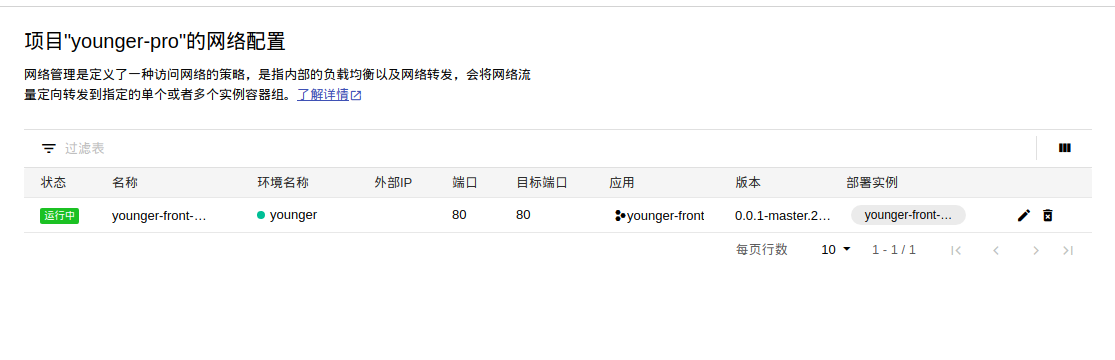 项目"younger-pro"的网络配置
网络管理是定义了一种访问网络的策略，是指内部的负载均衡以及网络转发，会将网络流
量定向转发到指定的单个或者多个实例容器组。了解详情
过滤表
状态 名称 环境名称 外部IP 端口 目标端口 应用 版本 部署实例
运行中 younger-front-... younger 80 80 younger-front 0.0.1-master.2... younger-front-...
每页行数 10 1 - 1 / 1